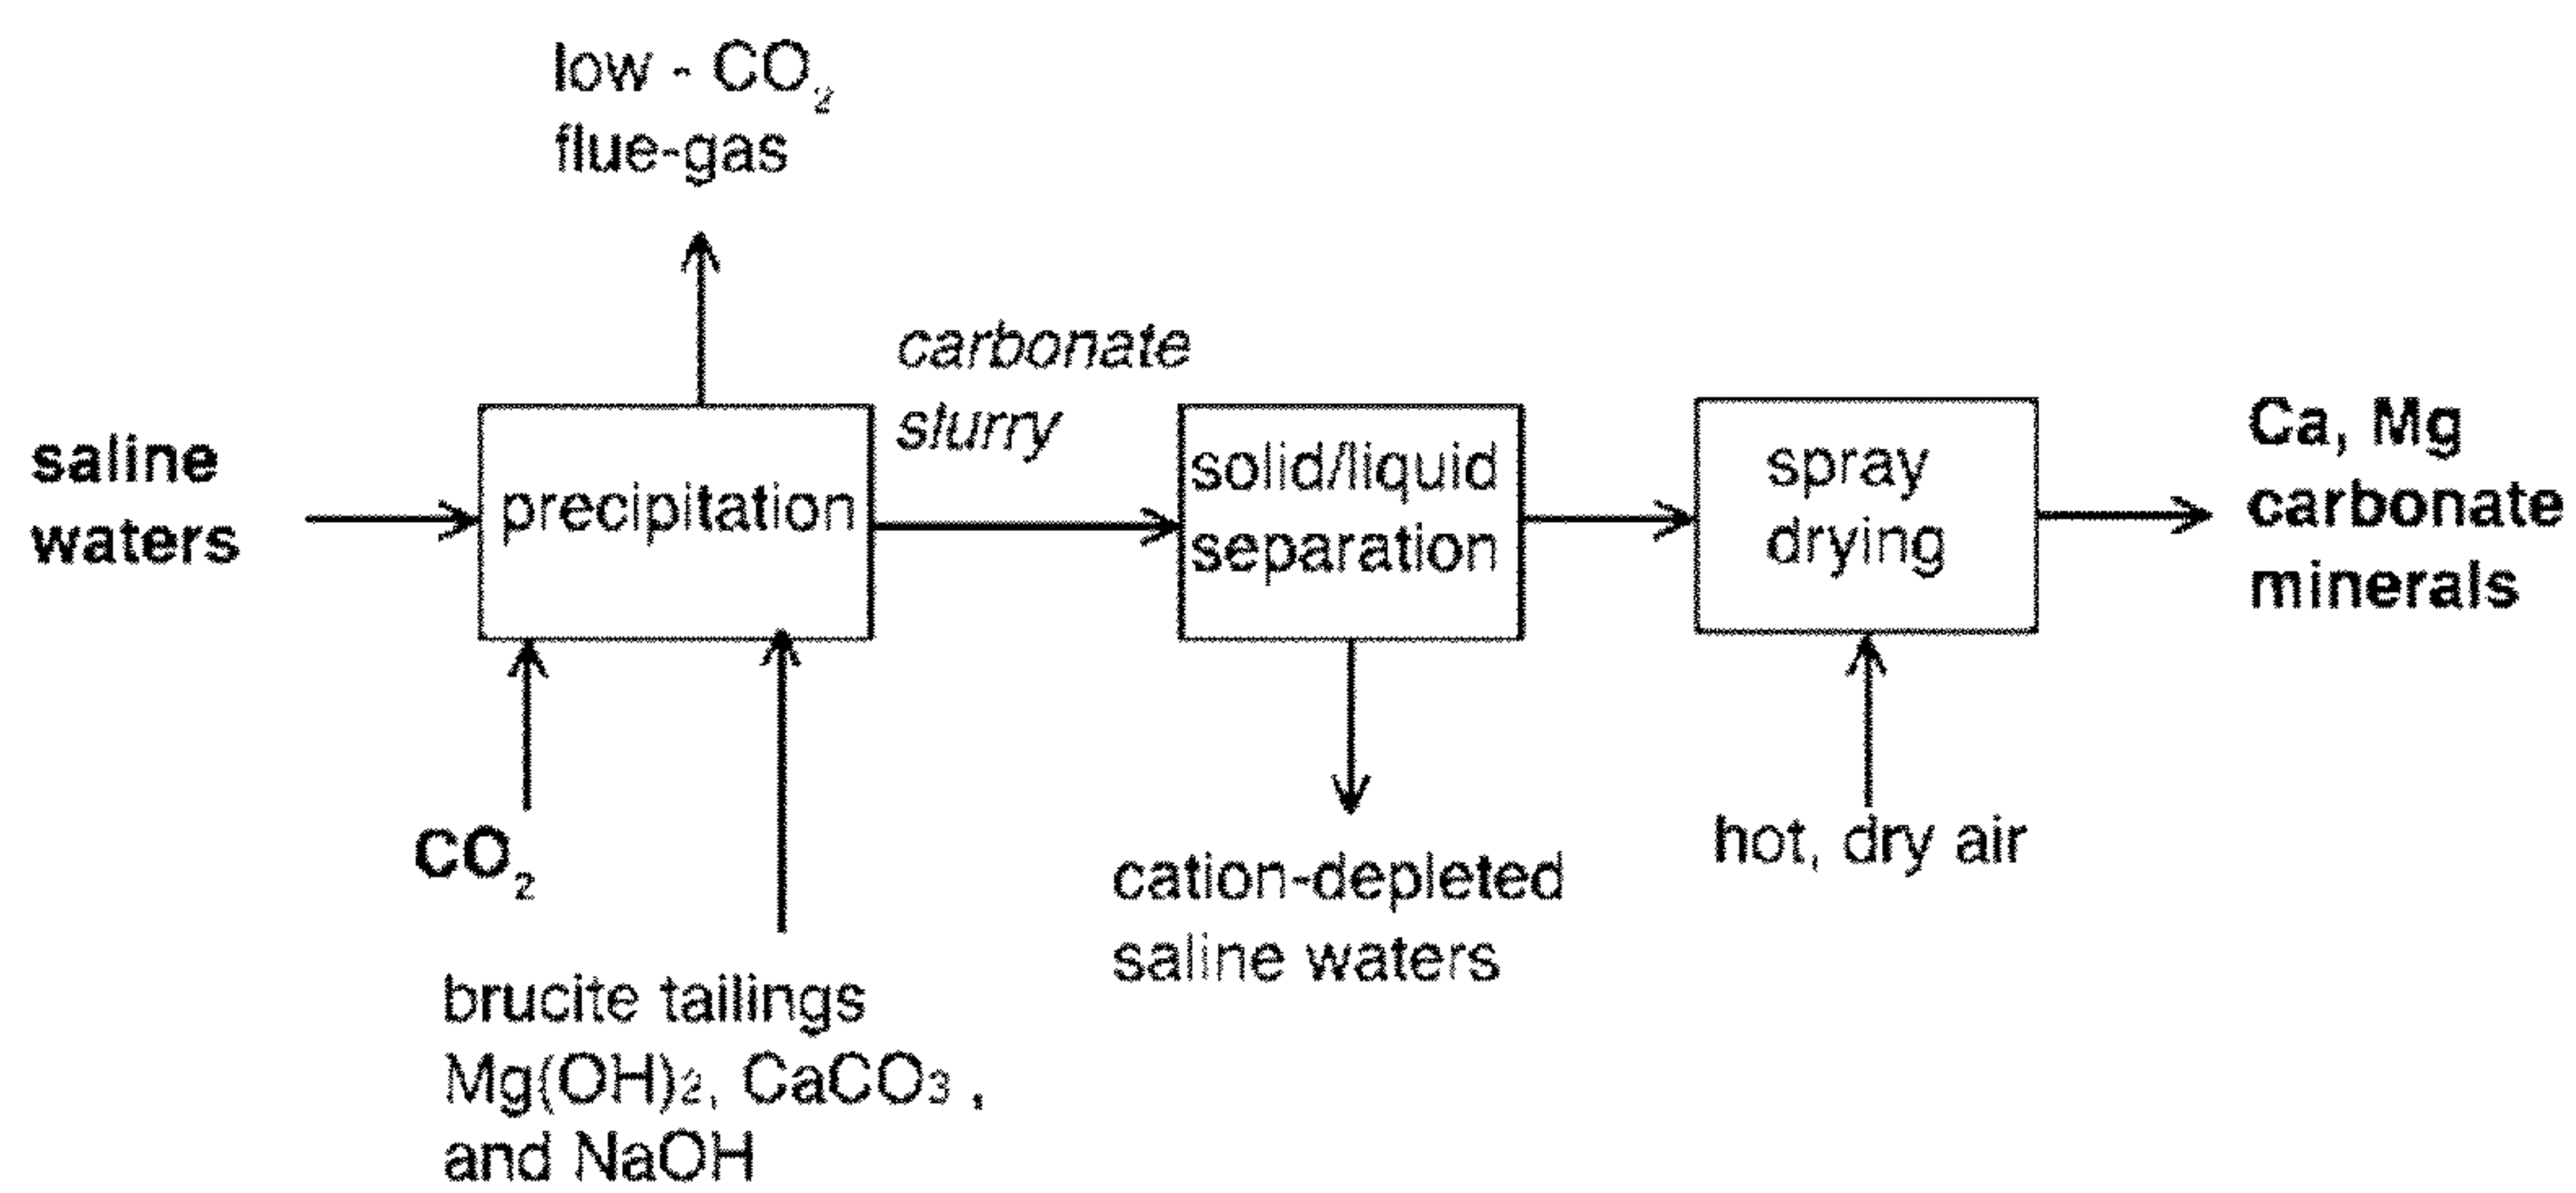 low - CO₂
flue-gas
carbonate
slurry
saline
waters
precipitation
solid/liquid
separation
spray
drying
Ca, Mg
carbonate
minerals
CO₂
hot, dry air
cation-depleted
saline waters
brucite tailings
Mg(OH)₂, CaCO₃ ,
and NaOH